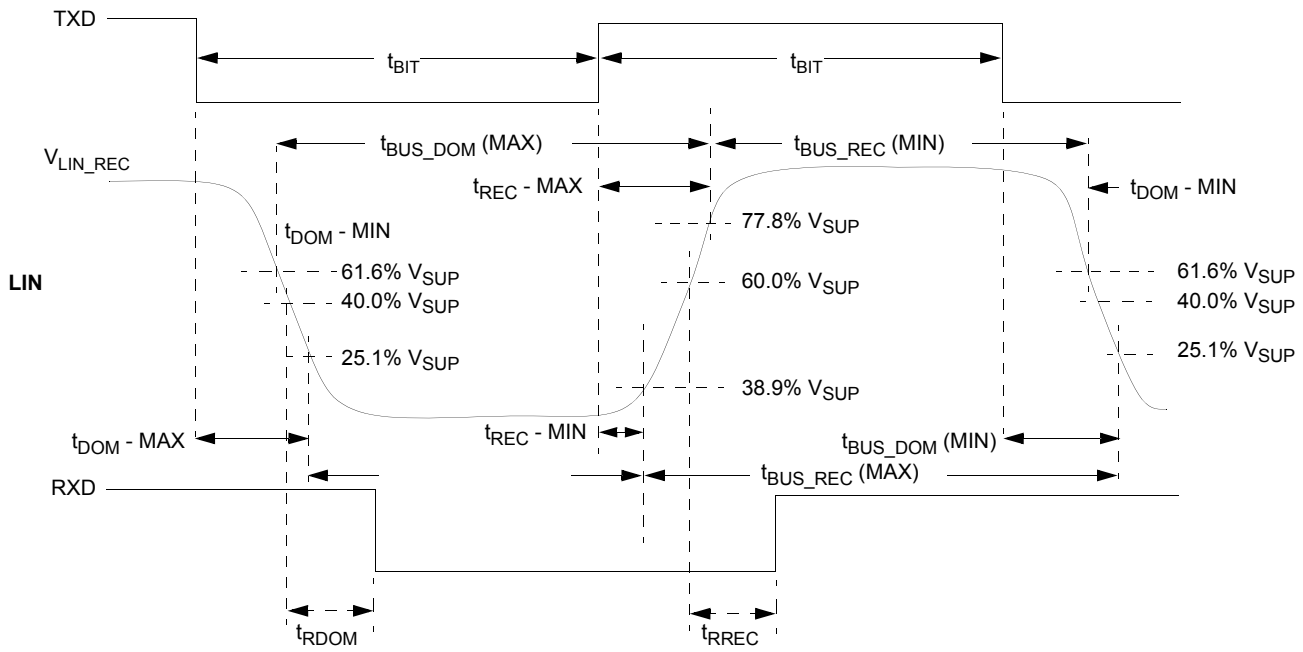 TXD
tBIT
tBIT
tBUS_DOM (MAX)
tBUS_REC (MIN)
VLIN_REC
tREC - MAX
tDOM - MIN
77.8% VSUP
tDOM - MIN
LIN
61.6% VSUP
60.0% VSUP
61.6% VSUP
40.0% VSUP
40.0% VSUP
25.1% VSUP
25.1% VSUP
38.9% VSUP
tDOM - MAX
tREC - MIN
tBUS_DOM (MIN)
RXD
tBUS_REC (MAX)
tRDOM
tRREC